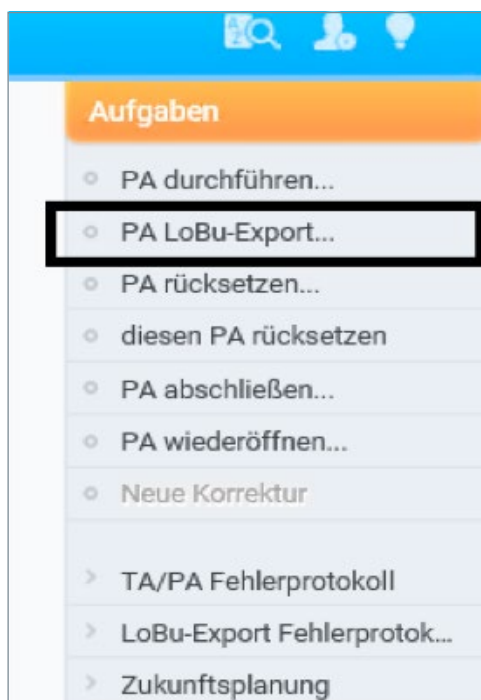 Aufgaben
PA durchführen...
PA LoBu-Export...
PA rücksetzen...
diesen PA rücksetzen
PA abschließen...
PA wiederöffnen...
Neue Korrektur
TA/PA Fehlerprotokoll
LoBu-Export Fehlerprotok...
Zukunftsplanung